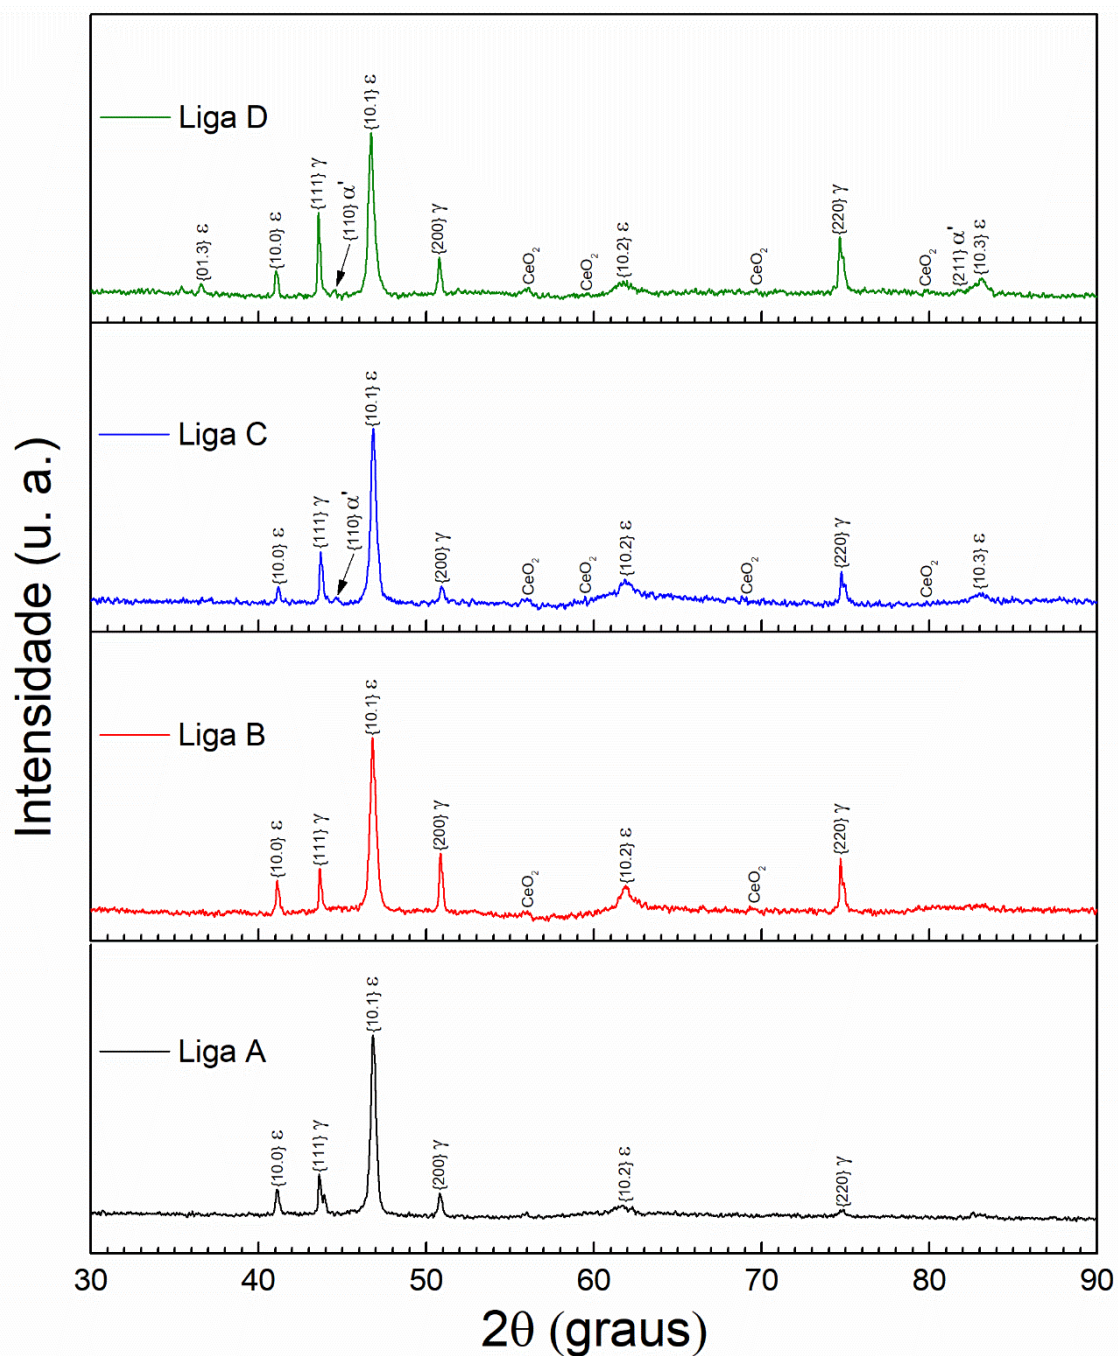 Intensidade (u. a.)
Liga D
{01.3} ε
{10.0} ε
{111} γ
{110} α'
{10.1} ε
{200} γ
CeO₂
CeO₂
{10.2} ε
CeO₂
{220} γ
CeO₂
{211} α'
{10.3} ε
Liga C
{10.0} ε
{111} γ
{110} α'
{10.1} ε
{200} γ
CeO₂
CeO₂
{10.2} ε
CeO₂
{220} γ
CeO₂
{10.3} ε
Liga B
{10.0} ε
{111} γ
{10.1} ε
{200} γ
CeO₂
{10.2} ε
CeO₂
{220} γ
Liga A
{10.0} ε
{111} γ
{10.1} ε
{200} γ
{10.2} ε
{220} γ
30 40 50 60 70 80 90
2θ (graus)